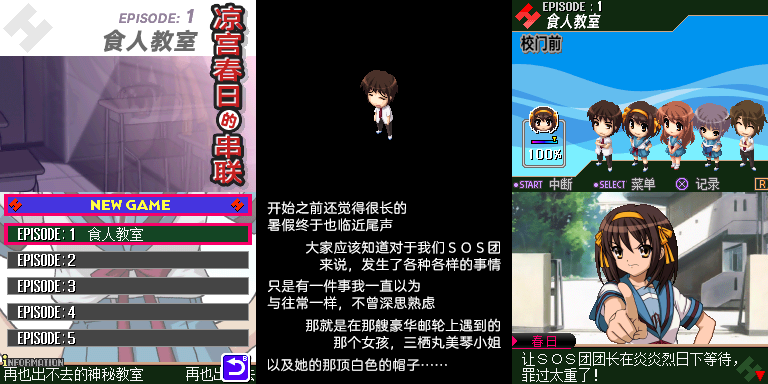 EPISODE: 1
食人教室
凉宫春日的串联
NEW GAME
EPISODE: 1 食人教室
EPISODE: 2
EPISODE: 3
EPISODE: 4
EPISODE: 5
INFORMATION
再也出不去的神秘教室 再也出
开始之前还觉得很长的
暑假终于也临近尾声
大家应该知道对于我们ＳＯＳ团
来说，发生了各种各样的事情
只是有一件事我一直以为
与往常一样，不曾深思熟虑
那就是在那艘豪华邮轮上遇到的
那个女孩，三栖丸美琴小姐
以及她的那顶白色的帽子……
EPISODE : 1
食人教室
校门前
100%
START 中断 SELECT 菜单 记录 R
春日
让ＳＯＳ团团长在炎炎烈日下等待，
罪过太重了！